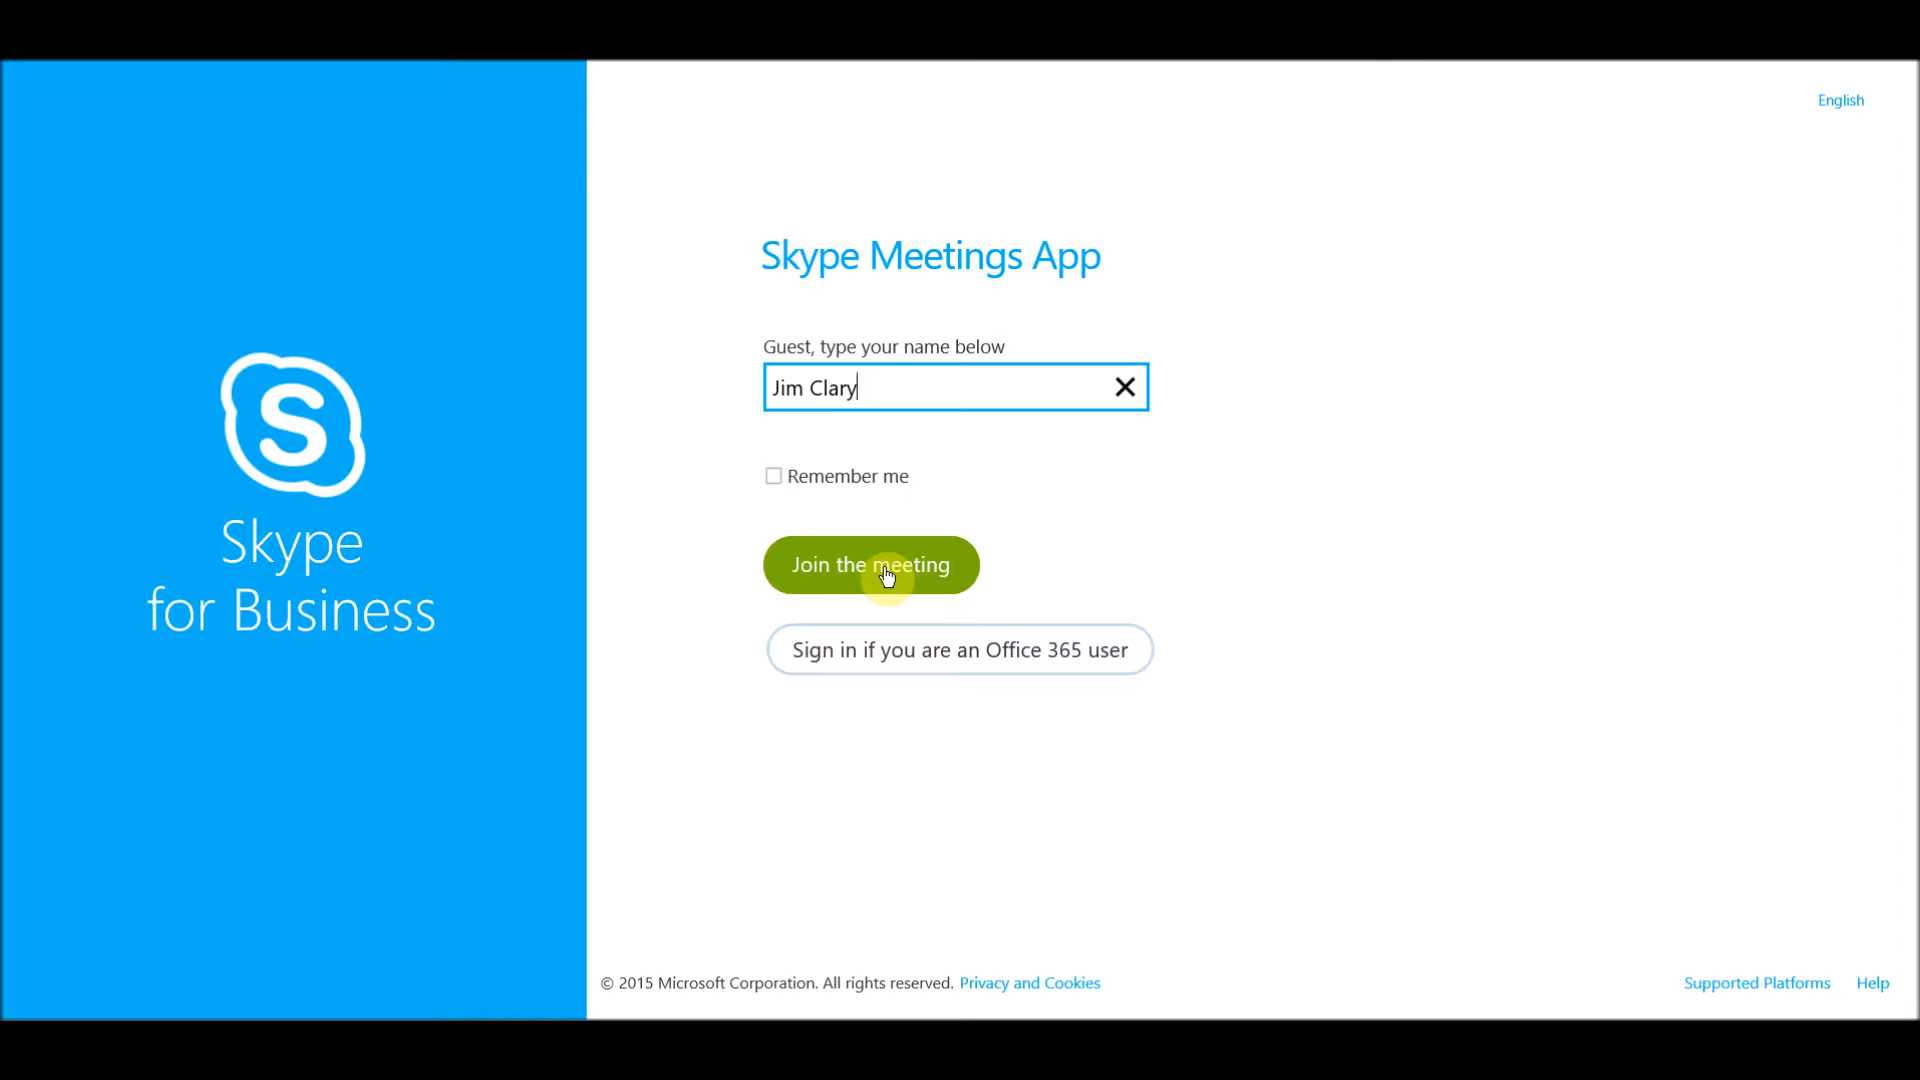 English
Skype Meetings App
Guest, type your name below
Jim Clary
Remember me
Join the meeting
Sign in if you are an Office 365 user
S
Skype
for Business
© 2015 Microsoft Corporation. All rights reserved. Privacy and Cookies
Supported Platforms Help